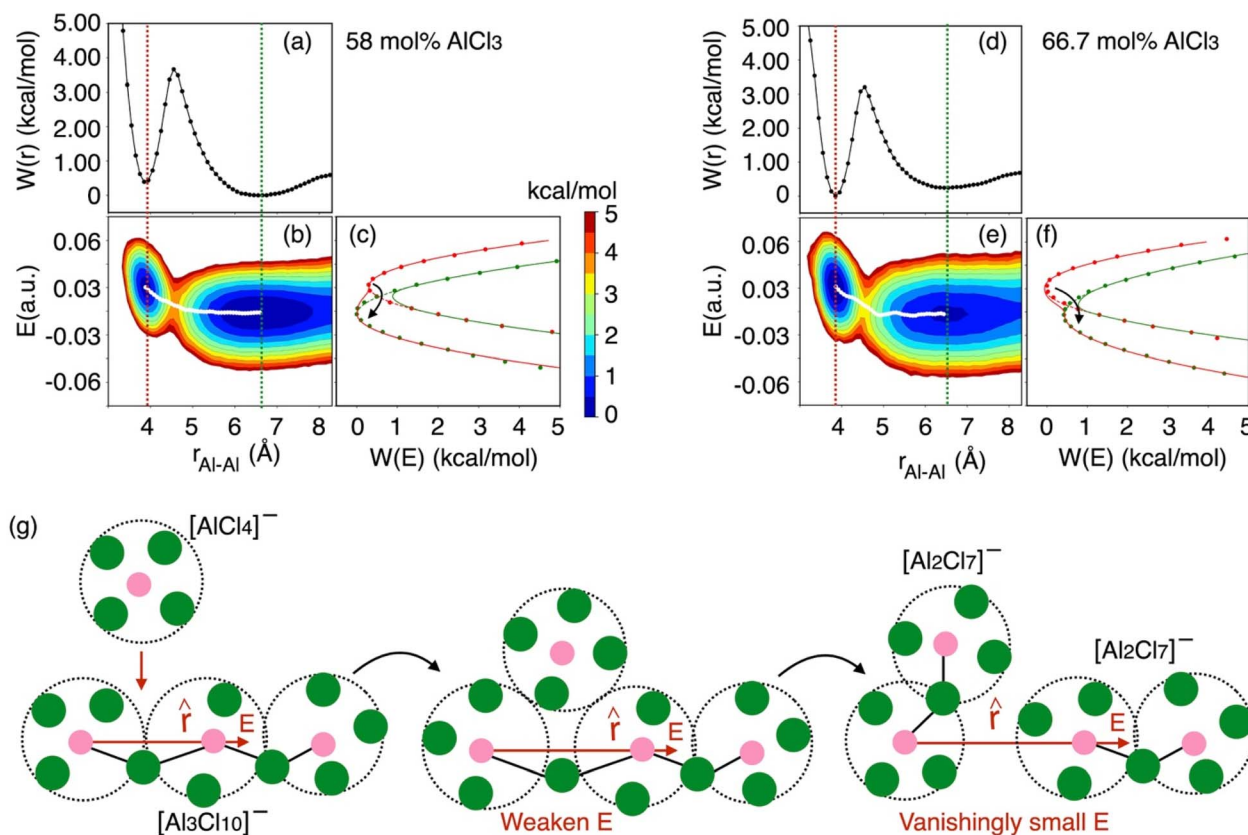 (a)
58 mol% AlCl3
W(r) (kcal/mol)
5.00
4.00
3.00
2.00
1.00
0
(b)
(c)
E(a.u.)
0.06
0.03
-0.03
-0.06
4 5 6 7 8
rAl-Al (Å)
0 1 2 3 4 5
W(E) (kcal/mol)
kcal/mol
5
4
3
2
1
0
(d)
66.7 mol% AlCl3
W(r) (kcal/mol)
5.00
4.00
3.00
2.00
1.00
0
(e)
(f)
E(a.u.)
0.06
0.03
-0.03
-0.06
4 5 6 7 8
rAl-Al (Å)
0 1 2 3 4 5
W(E) (kcal/mol)
(g)
[AlCl4]−
r̂ E
[Al3Cl10]−
r̂ E
Weaken E
[Al2Cl7]−
[Al2Cl7]−
r̂ E
Vanishingly small E